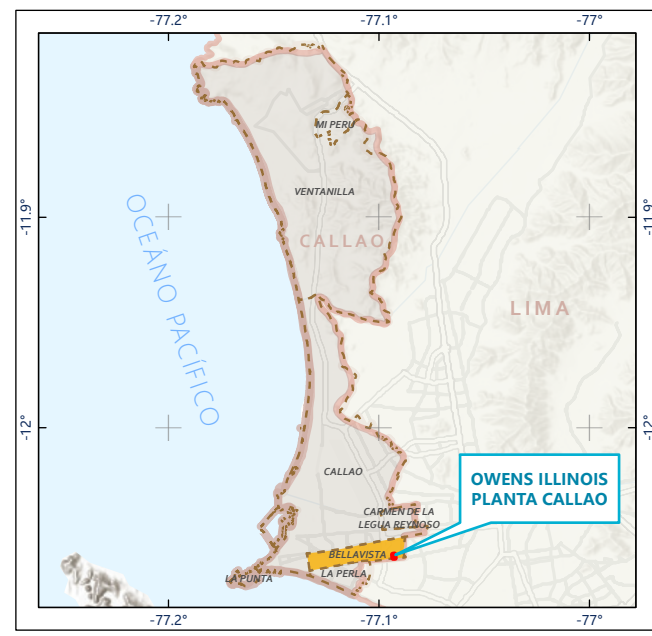 -77.2°
-77.1°
-77°
MI PERU
VENTANILLA
-11.9°
-11.9°
CALLAO
OCEÁNO PACÍFICO
LIMA
-12°
-12°
CALLAO
OWENS ILLINOIS
PLANTA CALLAO
CARMEN DE LA
LEGUA REYNOSO
BELLAVISTA
LA PERLA
LA PUNTA
-77.2°
-77.1°
-77°